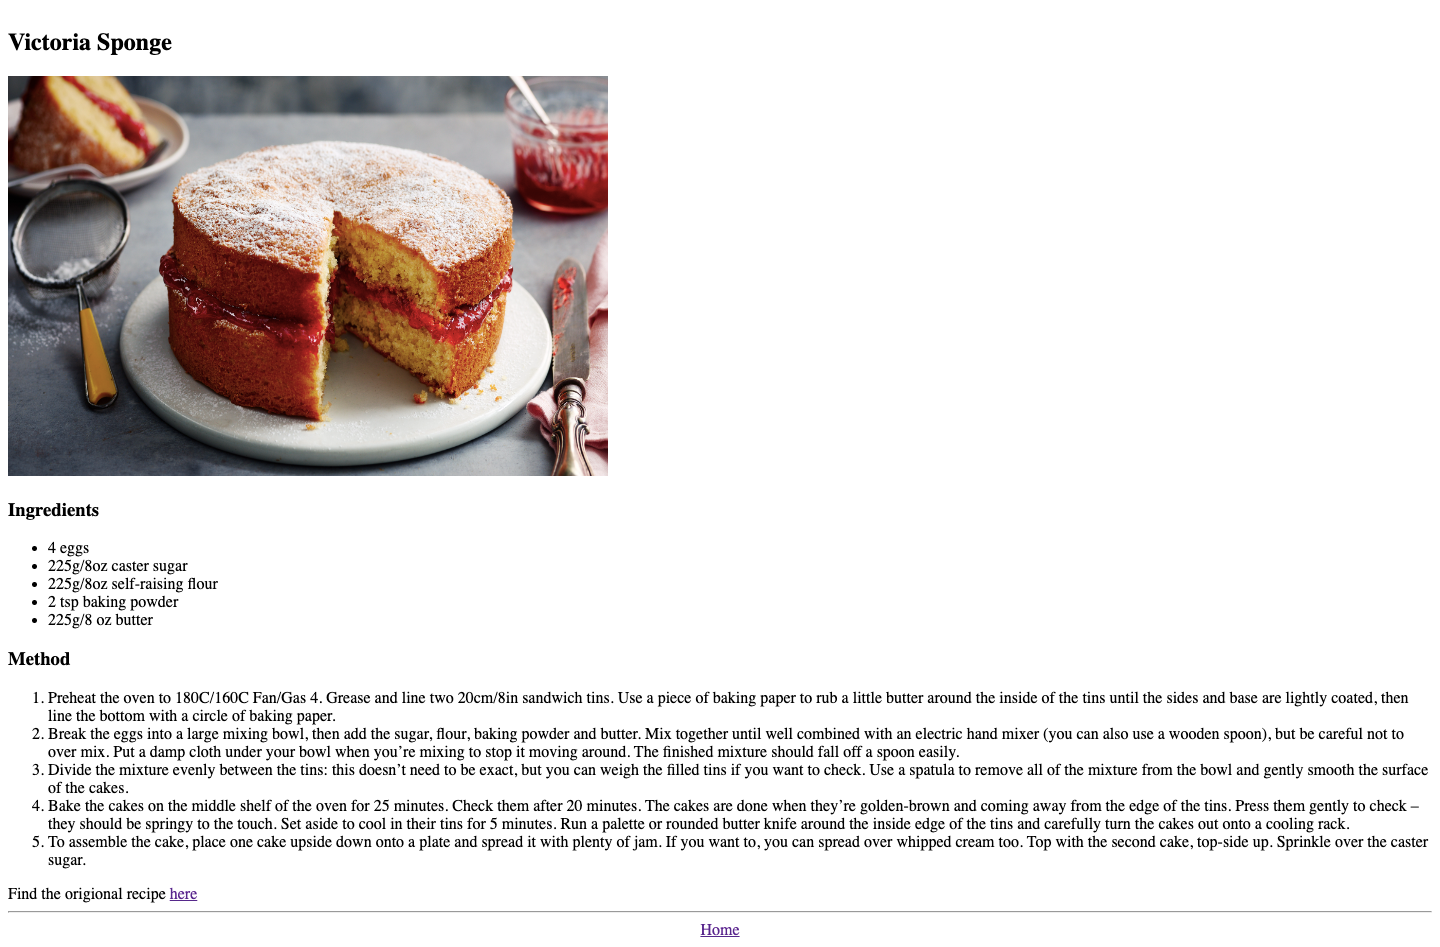 Victoria Sponge
Ingredients
• 4 eggs
• 225g/8oz caster sugar
• 225g/8oz self-raising flour
• 2 tsp baking powder
• 225g/8 oz butter
Method
1. Preheat the oven to 180C/160C Fan/Gas 4. Grease and line two 20cm/8in sandwich tins. Use a piece of baking paper to rub a little butter around the inside of the tins until the sides and base are lightly coated, then
line the bottom with a circle of baking paper.
2. Break the eggs into a large mixing bowl, then add the sugar, flour, baking powder and butter. Mix together until well combined with an electric hand mixer (you can also use a wooden spoon), but be careful not to
over mix. Put a damp cloth under your bowl when you’re mixing to stop it moving around. The finished mixture should fall off a spoon easily.
3. Divide the mixture evenly between the tins: this doesn’t need to be exact, but you can weigh the filled tins if you want to check. Use a spatula to remove all of the mixture from the bowl and gently smooth the surface
of the cakes.
4. Bake the cakes on the middle shelf of the oven for 25 minutes. Check them after 20 minutes. The cakes are done when they’re golden-brown and coming away from the edge of the tins. Press them gently to check –
they should be springy to the touch. Set aside to cool in their tins for 5 minutes. Run a palette or rounded butter knife around the inside edge of the tins and carefully turn the cakes out onto a cooling rack.
5. To assemble the cake, place one cake upside down onto a plate and spread it with plenty of jam. If you want to, you can spread over whipped cream too. Top with the second cake, top-side up. Sprinkle over the caster
sugar.
Find the origional recipe here
Home